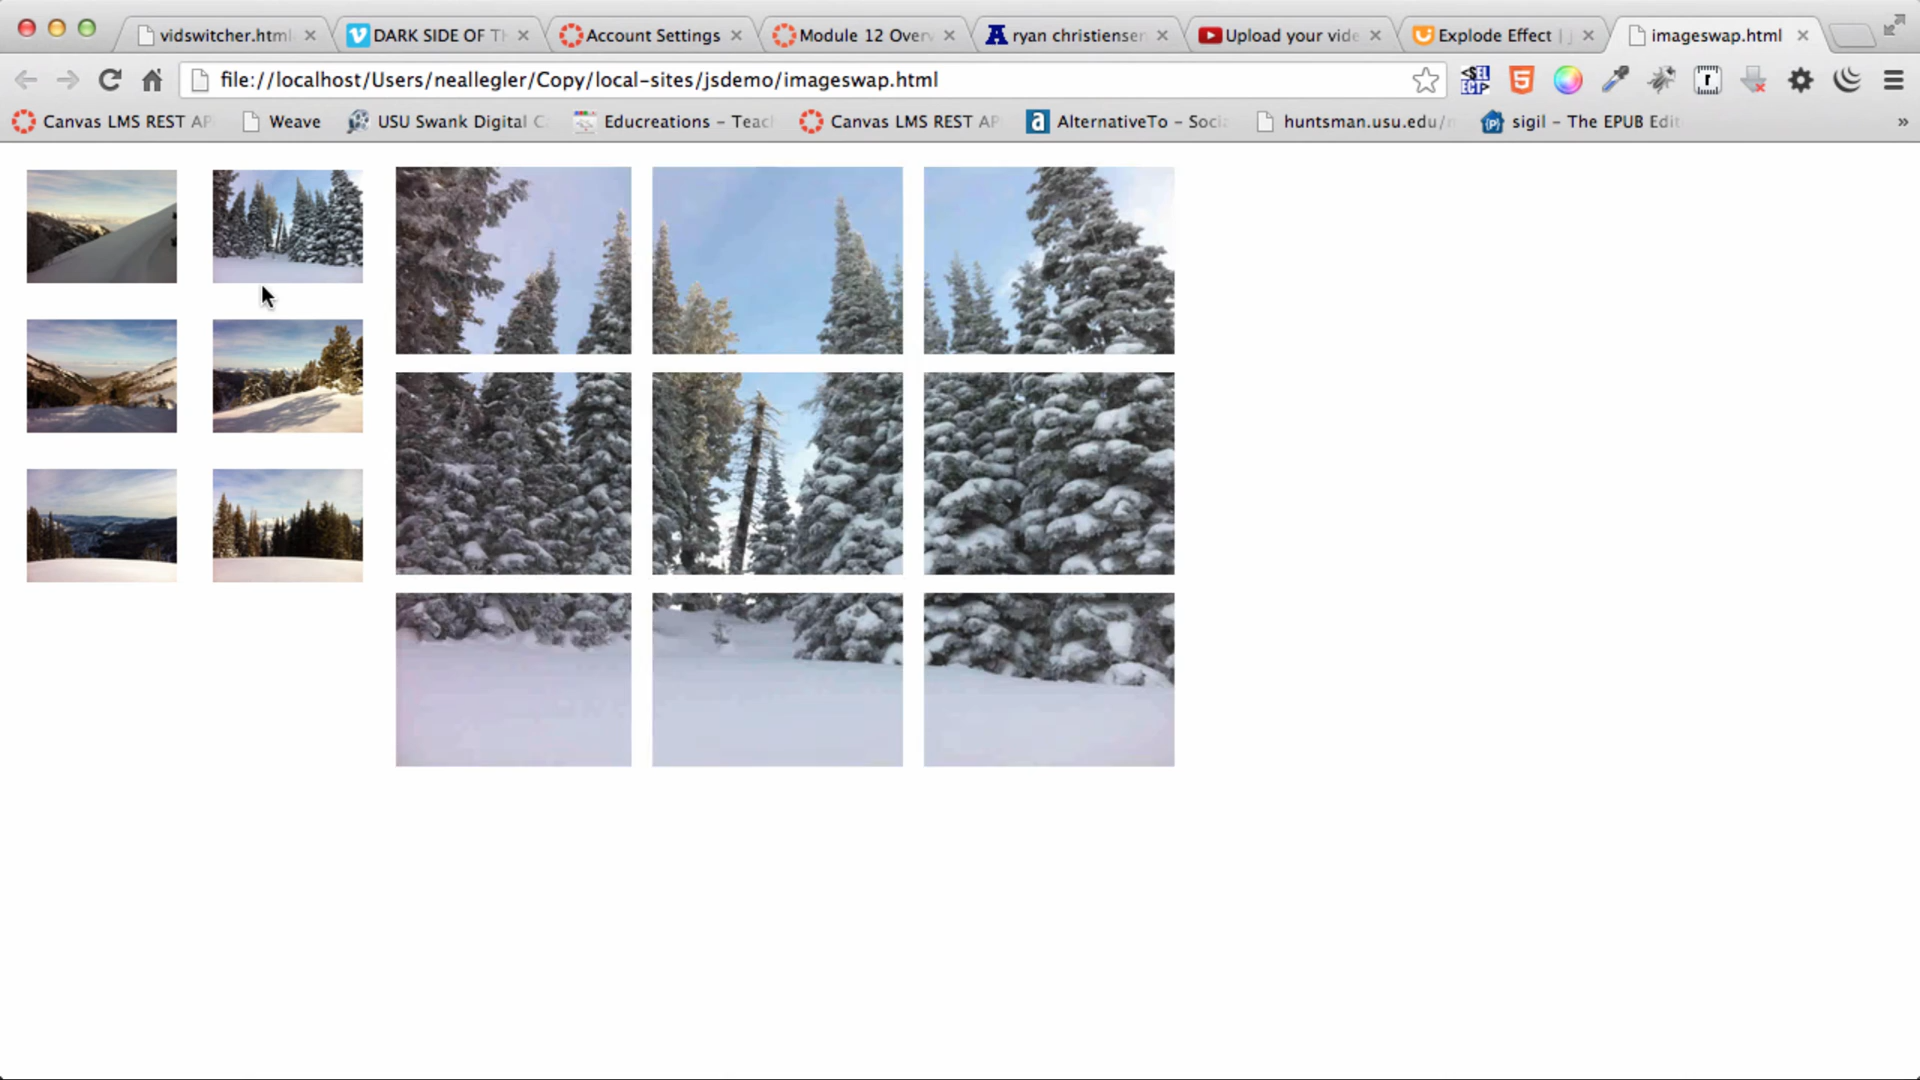 vidswitcher.html
DARK SIDE OF T
Account Settings
Module 12 Over
ryan christienser
Upload your vide
Explode Effect | j
imageswap.html
file://localhost/Users/neallegler/Copy/local-sites/jsdemo/imageswap.html
Canvas LMS REST AP
Weave
USU Swank Digital C
Educreations – Teac
Canvas LMS REST AP
AlternativeTo – Soci
huntsman.usu.edu/
sigil – The EPUB Edit